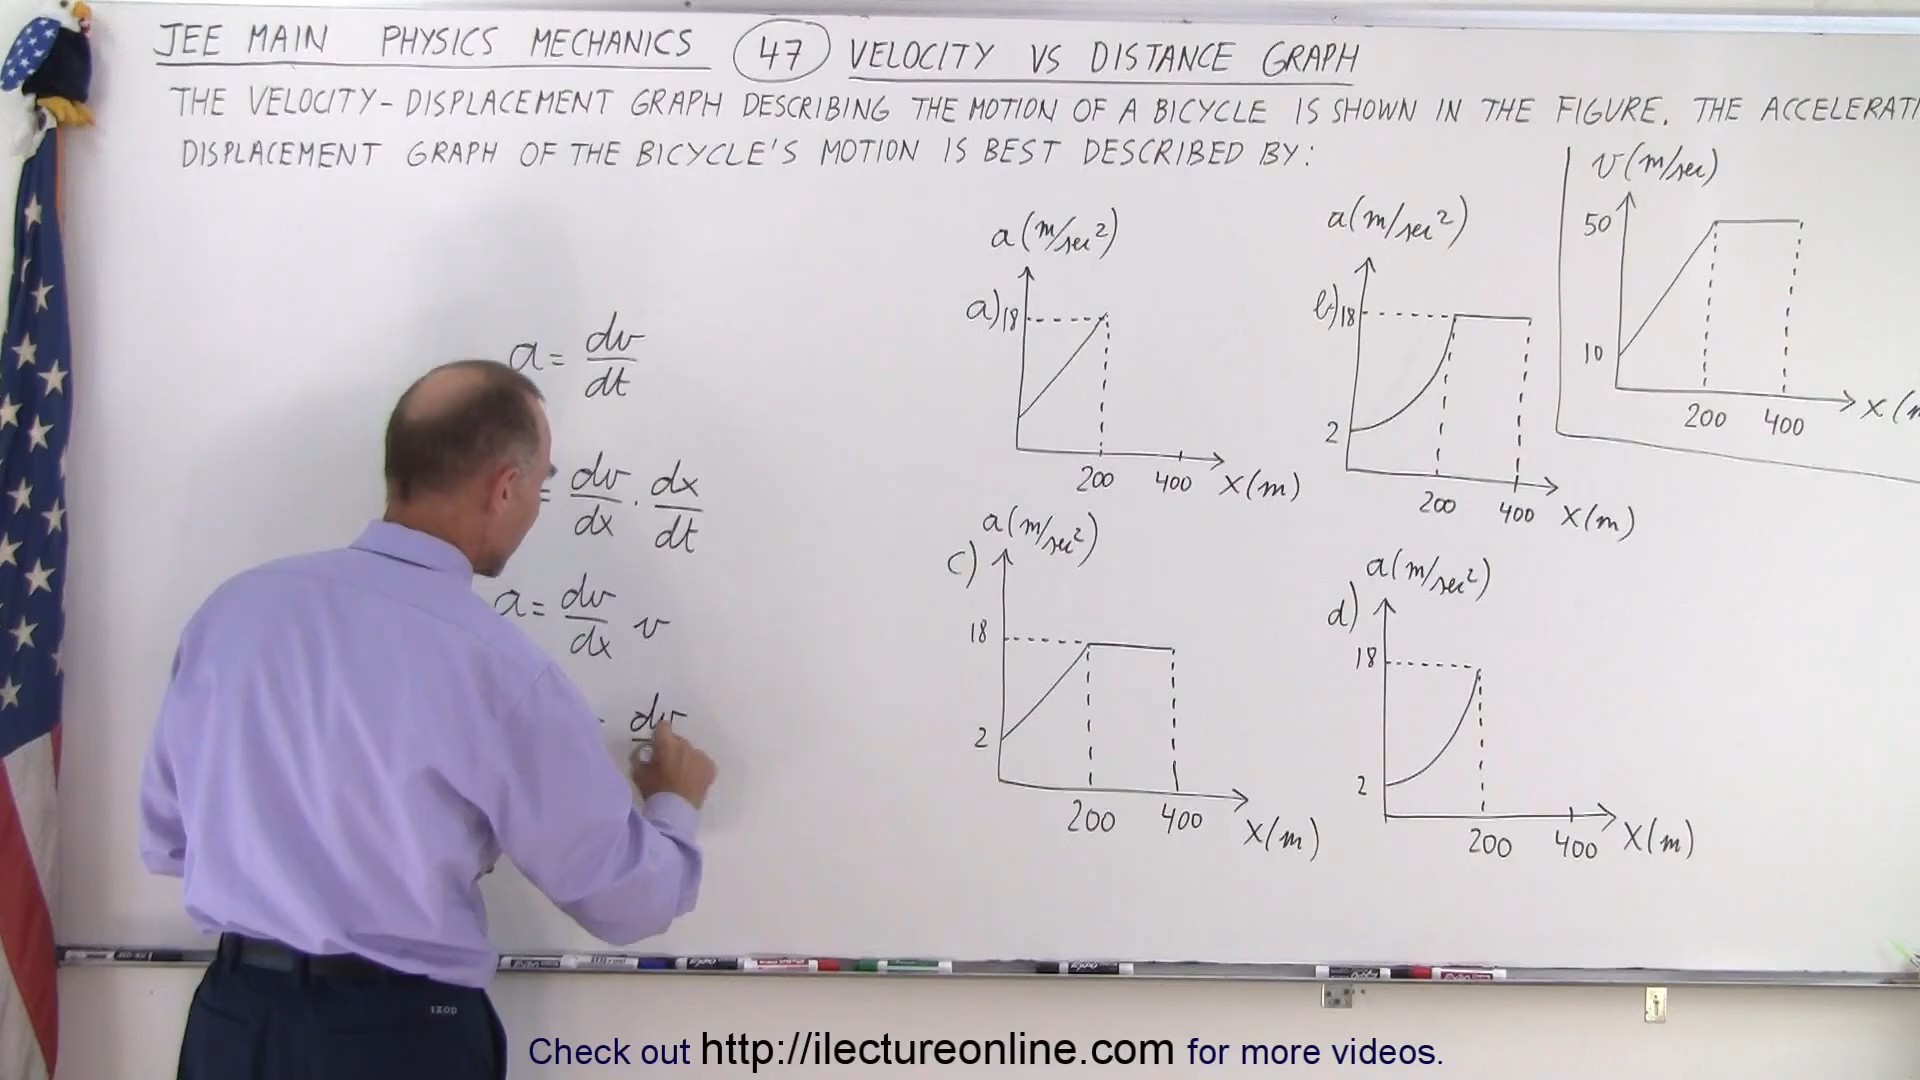 JEE MAIN PHYSICS MECHANICS 47 VELOCITY VS DISTANCE GRAPH
THE VELOCITY-DISPLACEMENT GRAPH DESCRIBING THE MOTION OF A BICYCLE IS SHOWN IN THE FIGURE. THE ACCELERATI
DISPLACEMENT GRAPH OF THE BICYCLE'S MOTION IS BEST DESCRIBED BY:
v (m/sec)
50
10
200 400 X (m
a = dv/dt
= dv/dx · dx/dt
a = dv/dx v
dv
a (m/sec²)
a) 18
200 400 X(m)
a (m/sec²)
b) 18
2
200 400 X(m)
a (m/sec²)
c)
18
2
200 400 X(m)
a (m/sec²)
d)
18
2
200 400 X(m)
IZOD
Check out http://ilectureonline.com for more videos.